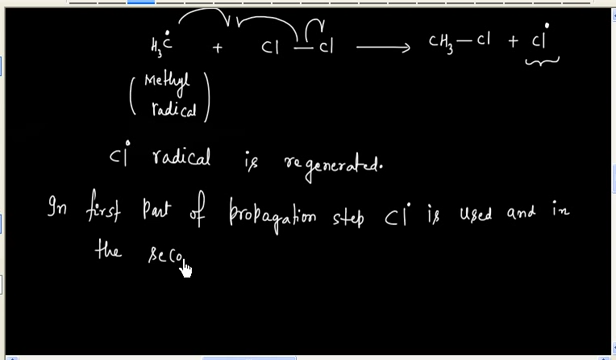 H₃Ċ + Cl—Cl ⟶ CH₃—Cl + Cl•
(Methyl
radical)
Cl• radical is regenerated.
In first part of propagation step Cl• is used and in
the seco